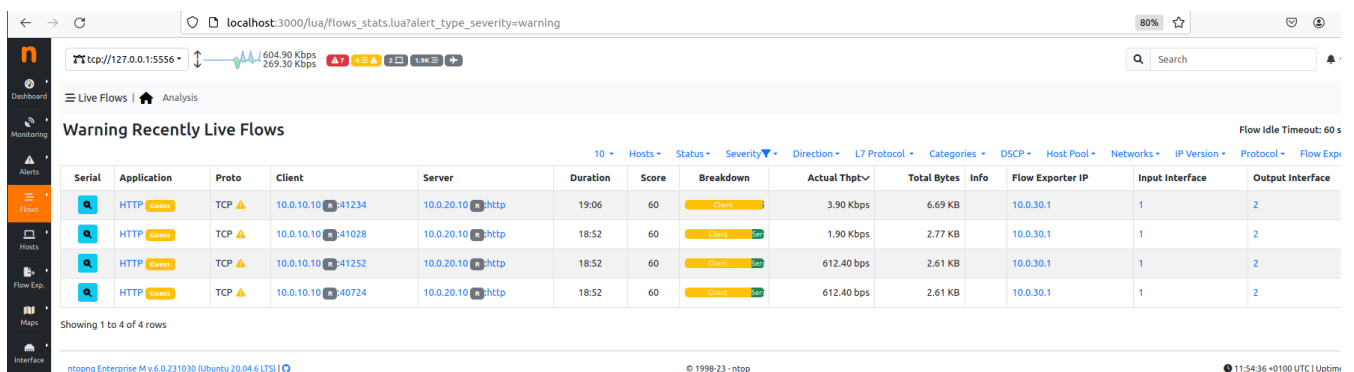 localhost:3000/lua/flows_stats.lua?alert_type_severity=warning 80%
n tcp://127.0.0.1:5556 604.90 Kbps 269.30 Kbps 7 4 2 1.9K Search
Dashboard
Live Flows | Analysis
Monitoring
Warning Recently Live Flows
Flow Idle Timeout: 60 s
10 Hosts Status Severity Direction L7 Protocol Categories DSCP Host Pool Networks IP Version Protocol Flow Expo
Alerts
Serial Application Proto Client Server Duration Score Breakdown Actual Thpt Total Bytes Info Flow Exporter IP Input Interface Output Interface
Flows
HTTP Guess TCP 10.0.10.10 R :41234 10.0.20.10 R :http 19:06 60 Client 3.90 Kbps 6.69 KB 10.0.30.1 1 2
HTTP Guess TCP 10.0.10.10 R :41028 10.0.20.10 R :http 18:52 60 Client Ser 1.90 Kbps 2.77 KB 10.0.30.1 1 2
Hosts
HTTP Guess TCP 10.0.10.10 R :41252 10.0.20.10 R :http 18:52 60 Client Ser 612.40 bps 2.61 KB 10.0.30.1 1 2
Flow Exp.
HTTP Guess TCP 10.0.10.10 R :40724 10.0.20.10 R :http 18:52 60 Client Ser 612.40 bps 2.61 KB 10.0.30.1 1 2
Maps
Showing 1 to 4 of 4 rows
Interface
ntopng Enterprise M v.6.0.231030 (Ubuntu 20.04.6 LTS) | © 1998-23 - ntop 11:54:36 +0100 UTC | Uptime